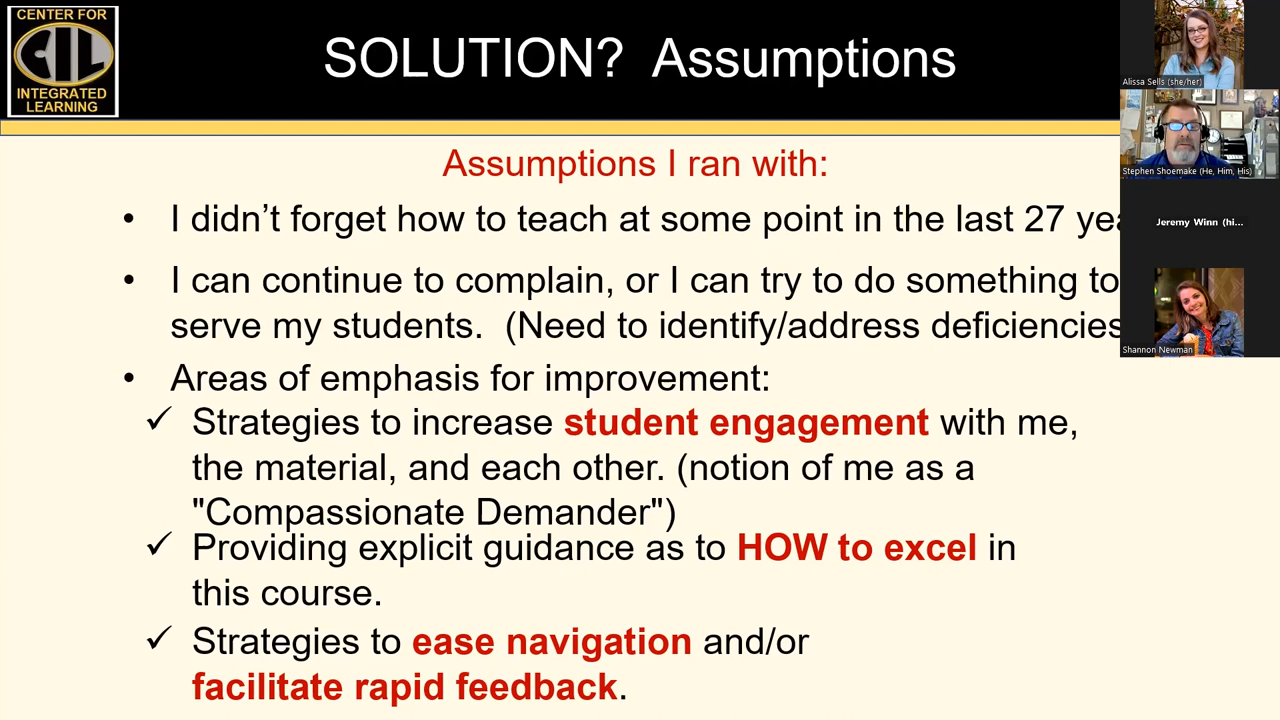 CENTER FOR
CIL
INTEGRATED
LEARNING
SOLUTION? Assumptions
Assumptions I ran with:
• I didn’t forget how to teach at some point in the last 27
• I can continue to complain, or I can try to do something to
serve my students. (Need to identify/address deficiencies
• Areas of emphasis for improvement:
✓ Strategies to increase student engagement with me,
the material, and each other. (notion of me as a
"Compassionate Demander")
✓ Providing explicit guidance as to HOW to excel in
this course.
✓ Strategies to ease navigation and/or
facilitate rapid feedback.
Alissa Sells (she/her)
Stephen Shoemake (He, Him, His)
Jeremy Winn (hi...
Shannon Newman